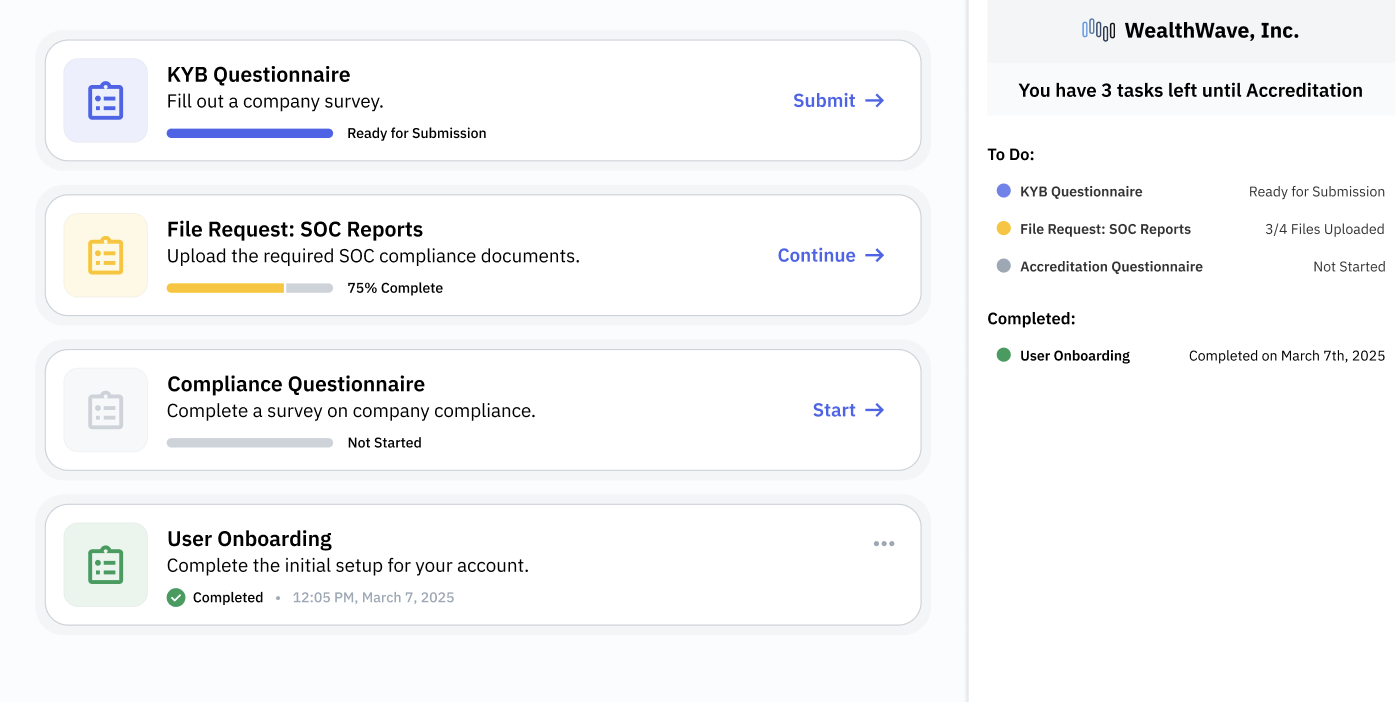 KYB Questionnaire
Fill out a company survey.
Ready for Submission
Submit →
File Request: SOC Reports
Upload the required SOC compliance documents.
75% Complete
Continue →
Compliance Questionnaire
Complete a survey on company compliance.
Not Started
Start →
User Onboarding
Complete the initial setup for your account.
Completed • 12:05 PM, March 7, 2025
WealthWave, Inc.
You have 3 tasks left until Accreditation
To Do:
KYB Questionnaire Ready for Submission
File Request: SOC Reports 3/4 Files Uploaded
Accreditation Questionnaire Not Started
Completed:
User Onboarding Completed on March 7th, 2025